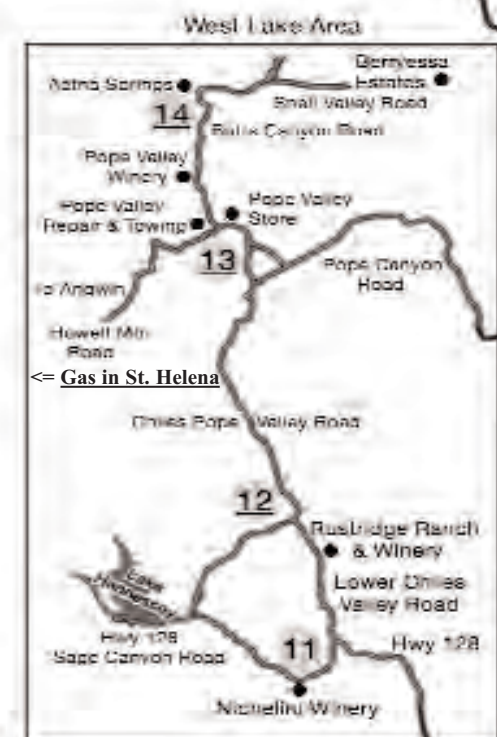 West Lake Area
Aetna Springs
Berryessa
Estates
Snell Valley Road
14
Butts Canyon Road
Pope Valley
Winery
Pope Valley
Store
Pope Valley
Repair & Towing
13
Pope Canyon
Road
To Angwin
Howell Mtn
Road
<= Gas in St. Helena
Chiles Pope Valley Road
12
Rustridge Ranch
& Winery
Lower Chiles
Valley Road
Lake
Hennessey
Hwy 128
Sage Canyon Road
11
Hwy 128
Nichelini Winery